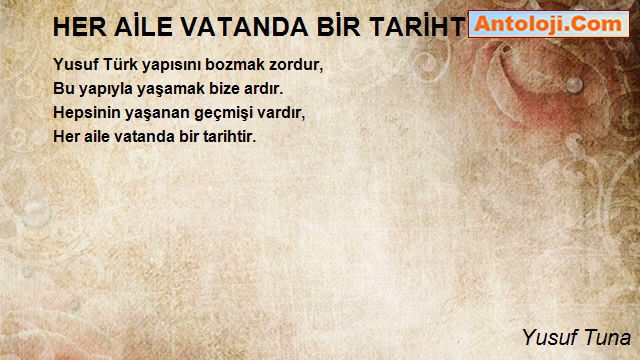 HER AİLE VATANDA BİR TARİHT
Antoloji.Com
Yusuf Türk yapısını bozmak zordur,
Bu yapıyla yaşamak bize ardır.
Hepsinin yaşanan geçmişi vardır,
Her aile vatanda bir tarihtir.
Yusuf Tuna